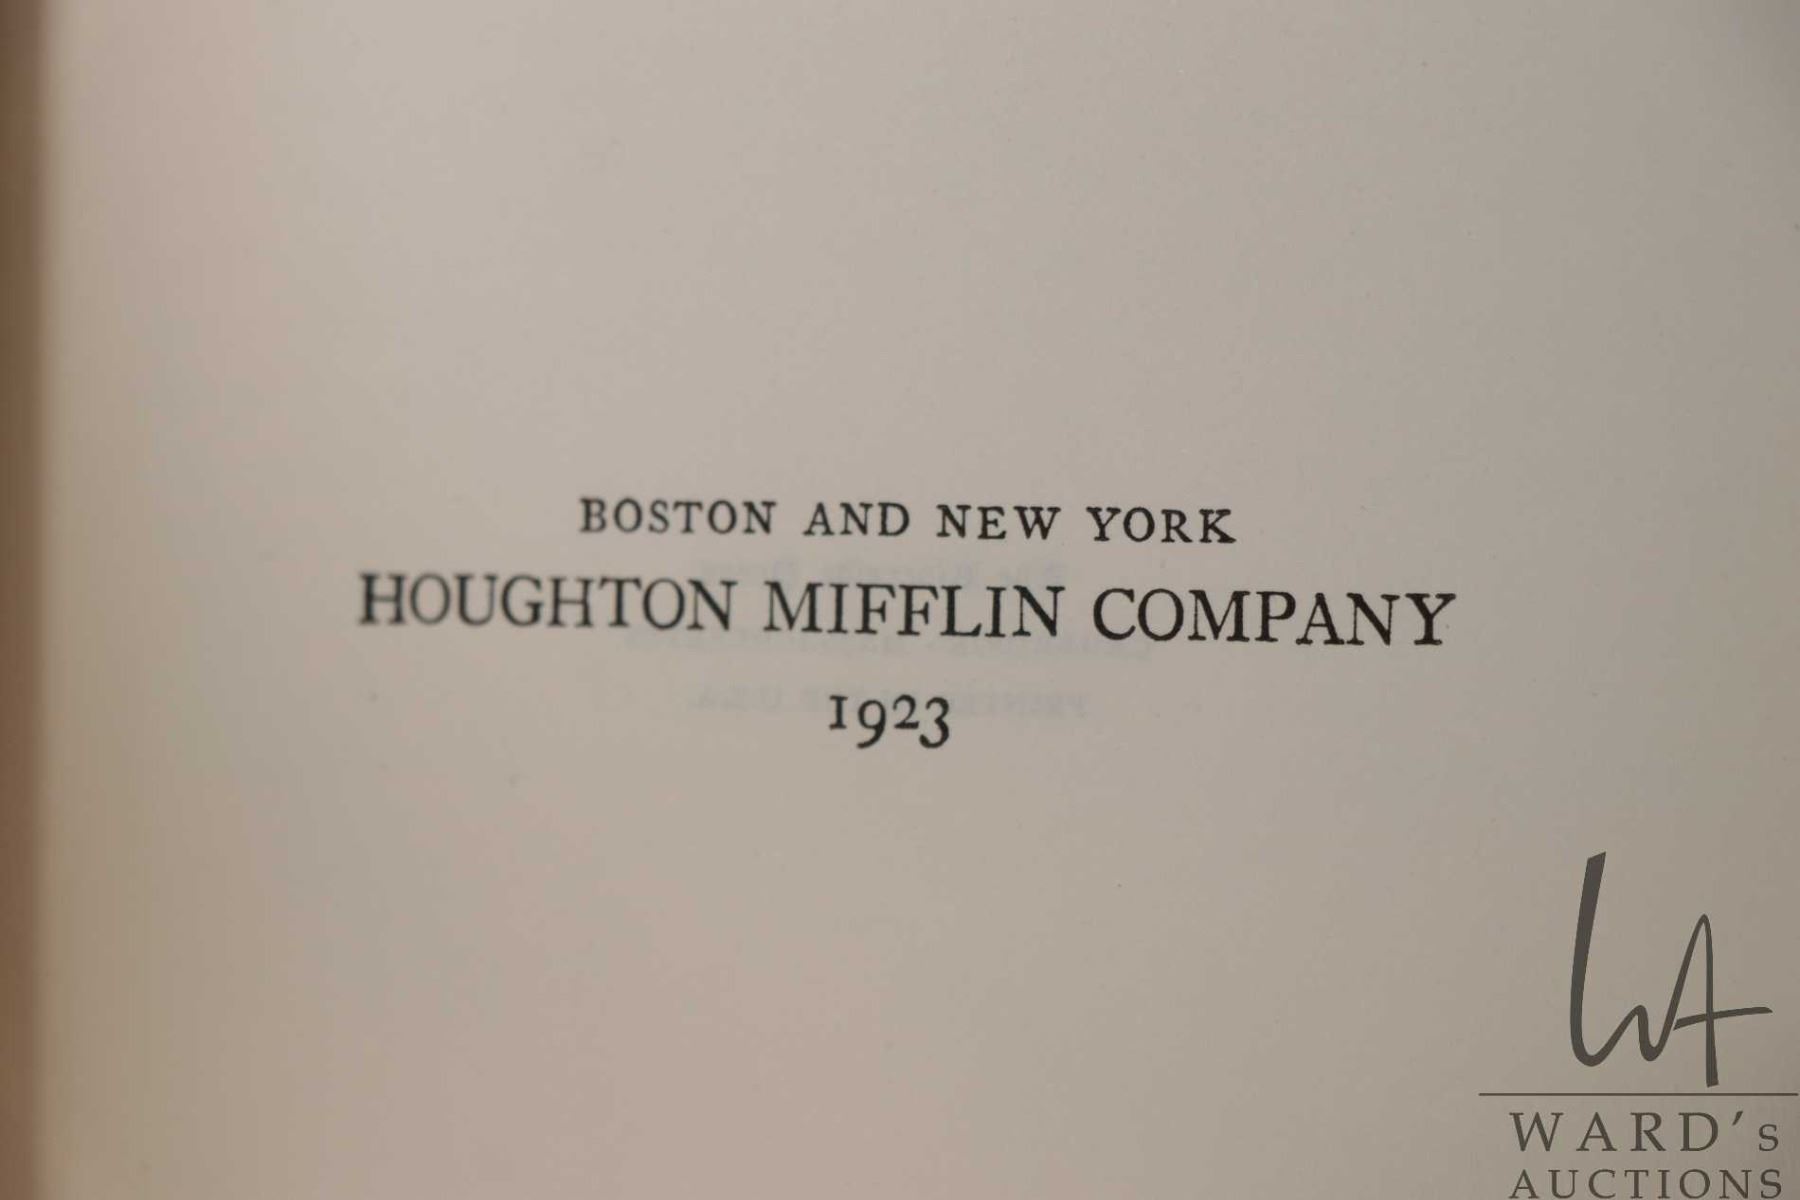 BOSTON AND NEW YORK
HOUGHTON MIFFLIN COMPANY
1923
WARD's
AUCTIONS